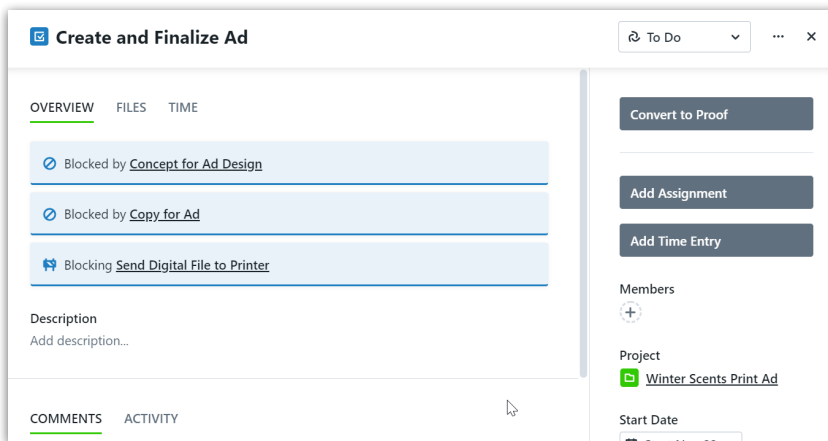 Create and Finalize Ad
To Do
OVERVIEW FILES TIME
Blocked by Concept for Ad Design
Blocked by Copy for Ad
Blocking Send Digital File to Printer
Description
Add description...
COMMENTS ACTIVITY
Convert to Proof
Add Assignment
Add Time Entry
Members
Project
Winter Scents Print Ad
Start Date